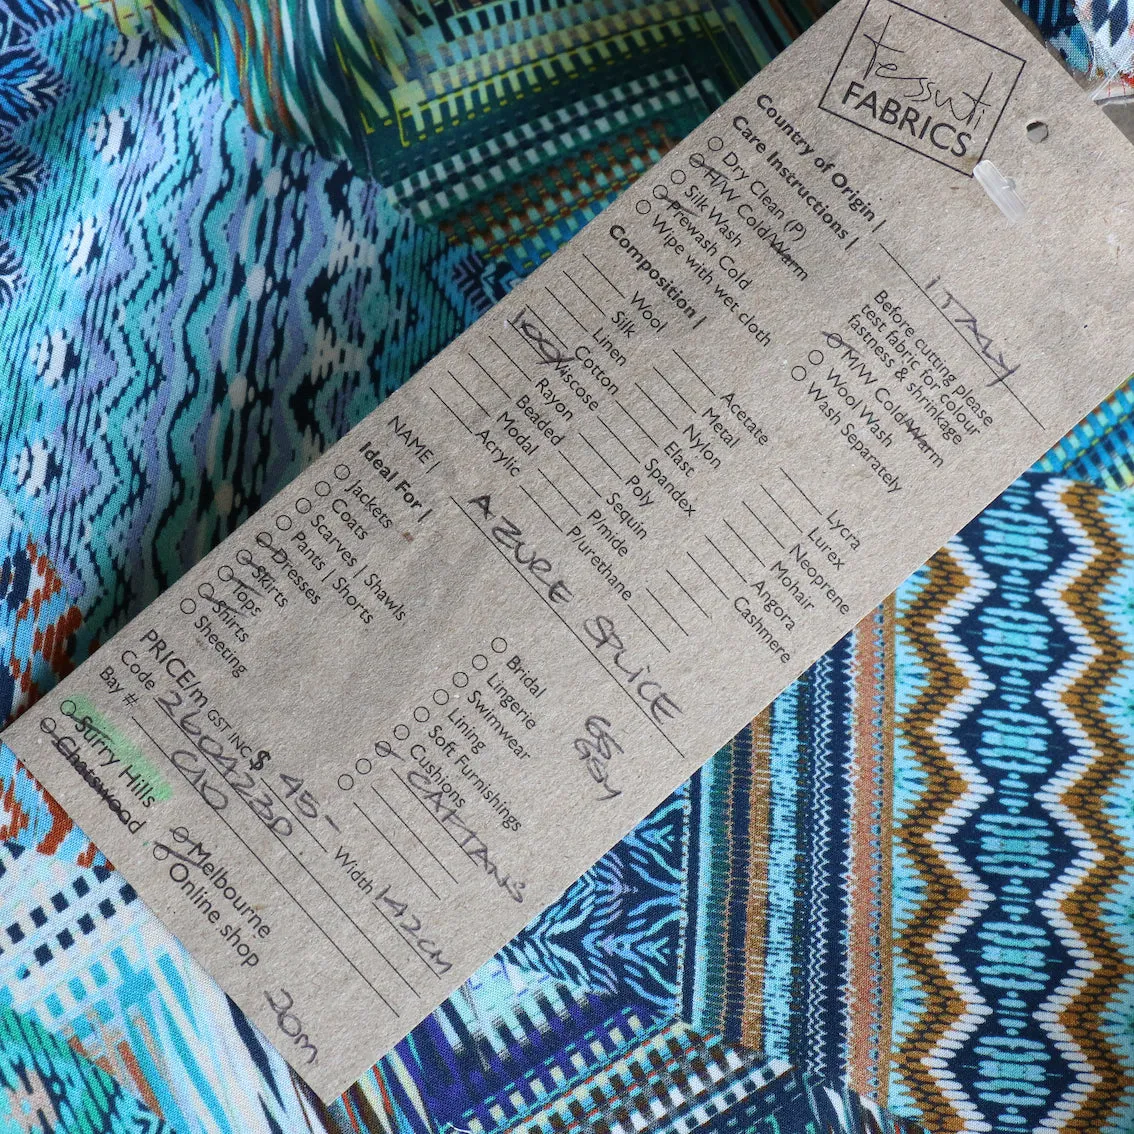 tessuti
FABRICS
Country of Origin | ITALY
Care Instructions |
Dry Clean (P)
H/W Cold/Warm
Silk Wash
Prewash Cold
Wipe with wet cloth
Before cutting please
test fabric for colour
fastness & shrinkage
M/W Cold/Warm
Wool Wash
Wash Separately
Composition |
Wool
Silk
Linen
Cotton
100% Viscose
Rayon
Beaded
Modal
Acrylic
Acetate
Metal
Nylon
Elast
Spandex
Poly
Sequin
P/mide
P/urethane
Lycra
Lurex
Neoprene
Mohair
Angora
Cashmere
NAME | AZURE SPLICE
65
GSM
Ideal For |
Jackets
Coats
Scarves | Shawls
Pants | Shorts
Dresses
Skirts
Tops
Shirts
Sheeting
Bridal
Lingerie
Swimwear
Lining
Soft Furnishings
Cushions
CAFTANS
PRICE/m GST INC $ 45- Width 142cm
Code 260423D
Bay #
Surry Hills
Chatswood
Melbourne
Online shop
20m